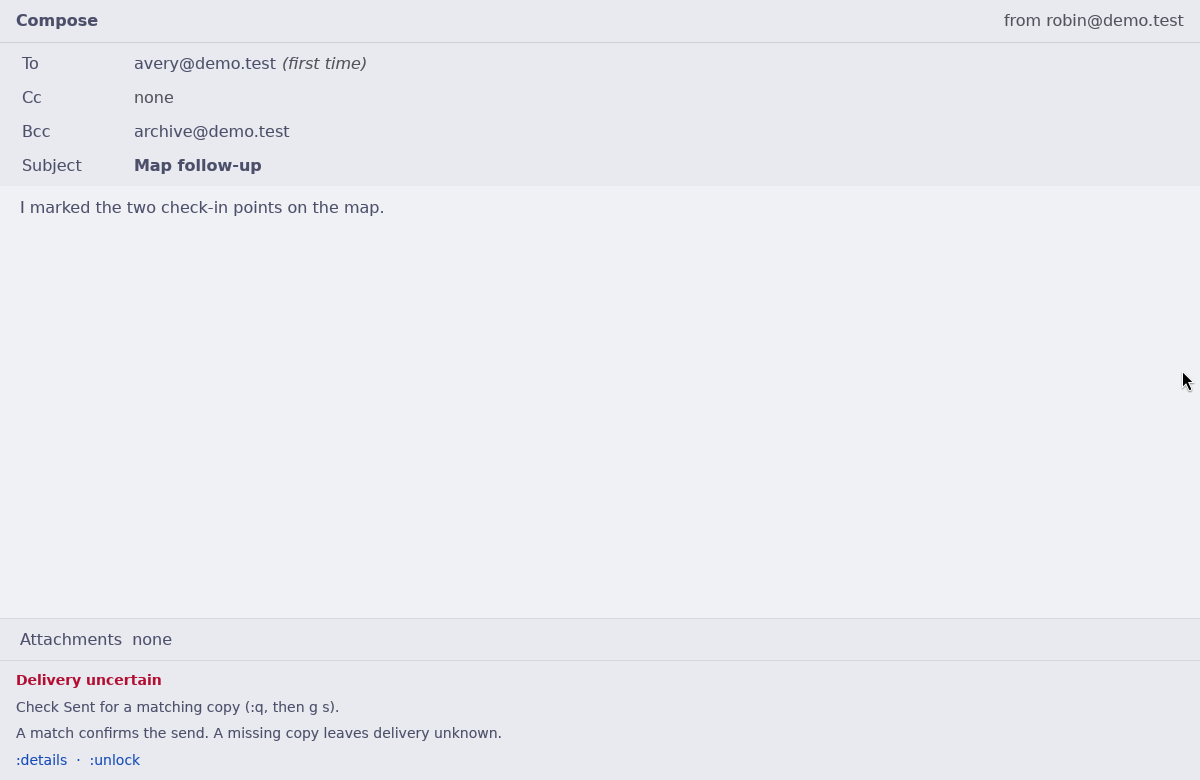 Compose from robin@demo.test
To avery@demo.test (first time)
Cc none
Bcc archive@demo.test
Subject Map follow-up
I marked the two check-in points on the map.
Attachments none
Delivery uncertain
Check Sent for a matching copy (:q, then g s).
A match confirms the send. A missing copy leaves delivery unknown.
:details · :unlock